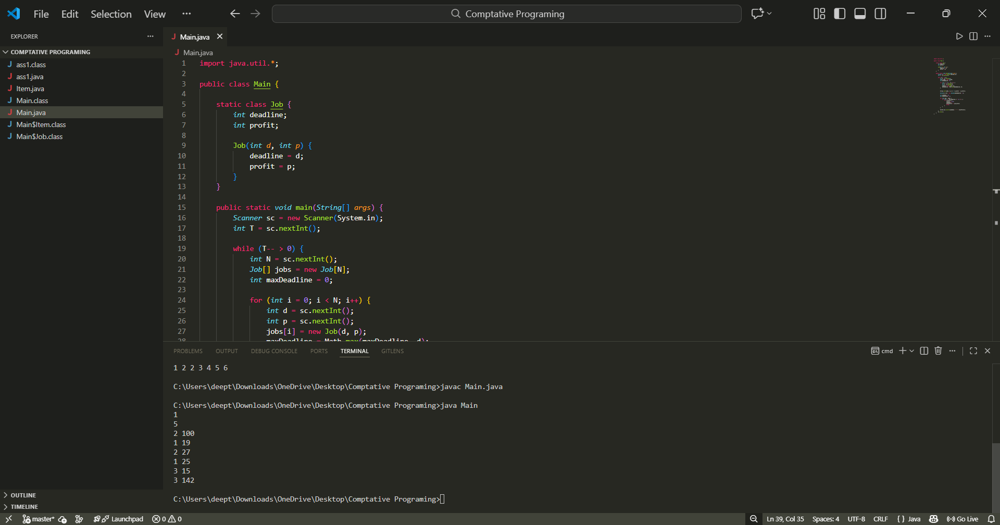 File Edit Selection View ··· Comptative Programing
EXPLORER ···
COMPTATIVE PROGRAMING
J ass1.class
J ass1.java
J Item.java
J Main.class
J Main.java
J Main$Item.class
J Main$Job.class
OUTLINE
TIMELINE
J Main.java
J Main.java
1 import java.util.*;
2
3 public class Main {
4
5 static class Job {
6 int deadline;
7 int profit;
8
9 Job(int d, int p) {
10 deadline = d;
11 profit = p;
12 }
13 }
14
15 public static void main(String[] args) {
16 Scanner sc = new Scanner(System.in);
17 int T = sc.nextInt();
18
19 while (T-- > 0) {
20 int N = sc.nextInt();
21 Job[] jobs = new Job[N];
22 int maxDeadline = 0;
23
24 for (int i = 0; i < N; i++) {
25 int d = sc.nextInt();
26 int p = sc.nextInt();
27 jobs[i] = new Job(d, p);
28 maxDeadline = Math.max(maxDeadline, d);
PROBLEMS OUTPUT DEBUG CONSOLE PORTS TERMINAL GITLENS cmd
1 2 2 3 4 5 6
C:\Users\deept\Downloads\OneDrive\Desktop\Comptative Programing>javac Main.java
C:\Users\deept\Downloads\OneDrive\Desktop\Comptative Programing>java Main
1
5
2 100
1 19
2 27
1 25
3 15
3 142
C:\Users\deept\Downloads\OneDrive\Desktop\Comptative Programing>
master* Launchpad 0 0 Ln 39, Col 35 Spaces: 4 UTF-8 CRLF {} Java Go Live